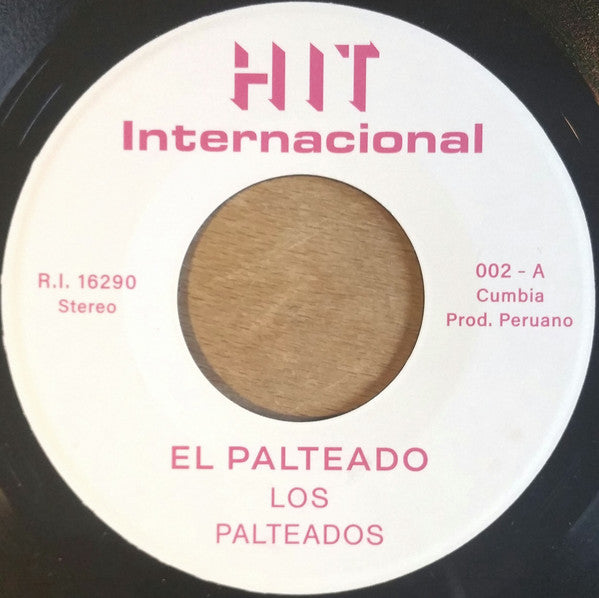 HIT
Internacional
R.I. 16290
Stereo
002 - A
Cumbia
Prod. Peruano
EL PALTEADO
LOS
PALTEADOS